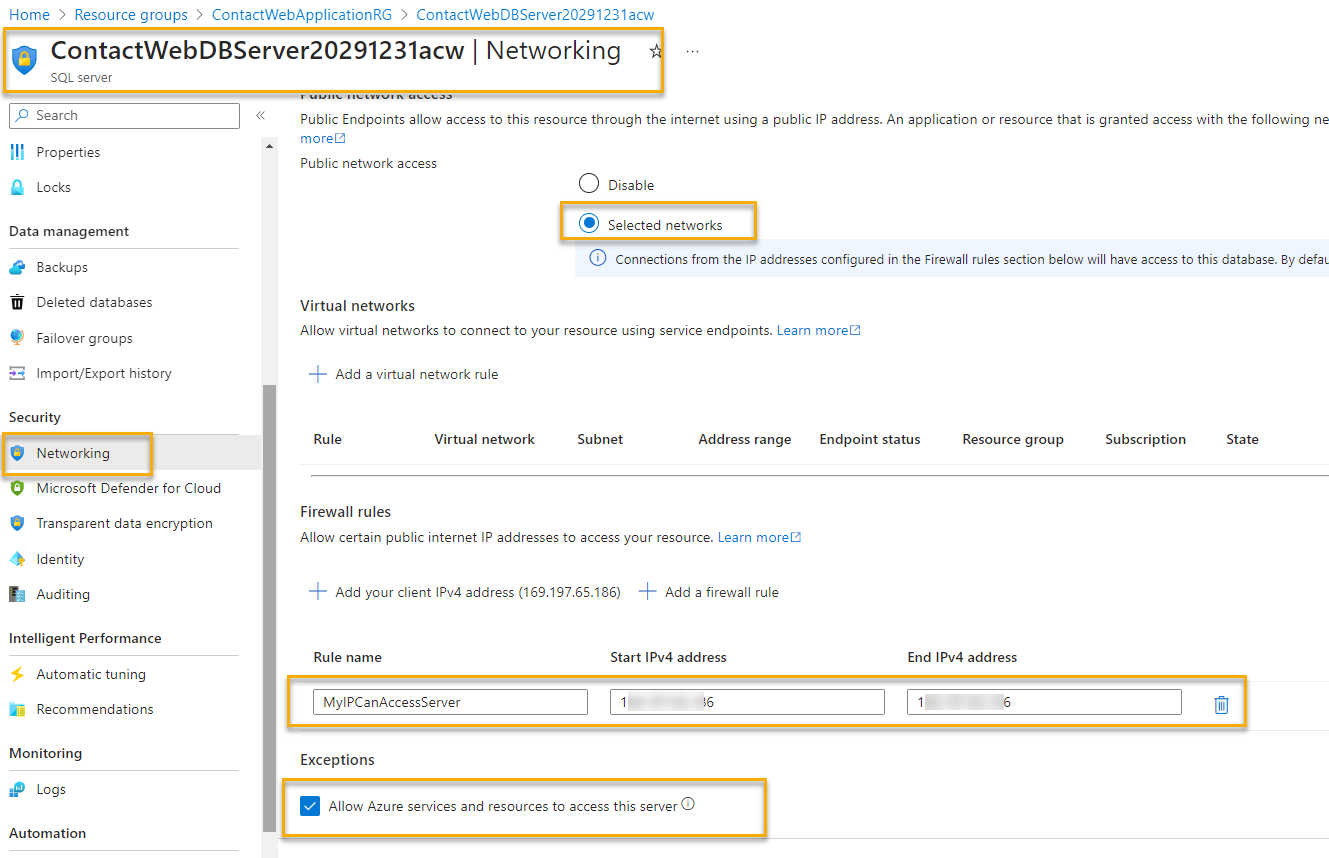 Home > Resource groups > ContactWebApplicationRG > ContactWebDBServer20291231acw
ContactWebDBServer20291231acw | Networking
SQL server
Search
Properties
Locks
Data management
Backups
Deleted databases
Failover groups
Import/Export history
Security
Networking
Microsoft Defender for Cloud
Transparent data encryption
Identity
Auditing
Intelligent Performance
Automatic tuning
Recommendations
Monitoring
Logs
Automation
Public network access
Public Endpoints allow access to this resource through the internet using a public IP address. An application or resource that is granted access with the following ne
more
Public network access
Disable
Selected networks
Connections from the IP addresses configured in the Firewall rules section below will have access to this database. By defau
Virtual networks
Allow virtual networks to connect to your resource using service endpoints. Learn more
+ Add a virtual network rule
Rule Virtual network Subnet Address range Endpoint status Resource group Subscription State
Firewall rules
Allow certain public internet IP addresses to access your resource. Learn more
+ Add your client IPv4 address (169.197.65.186) + Add a firewall rule
Rule name Start IPv4 address End IPv4 address
MyIPCanAccessServer
Exceptions
Allow Azure services and resources to access this server